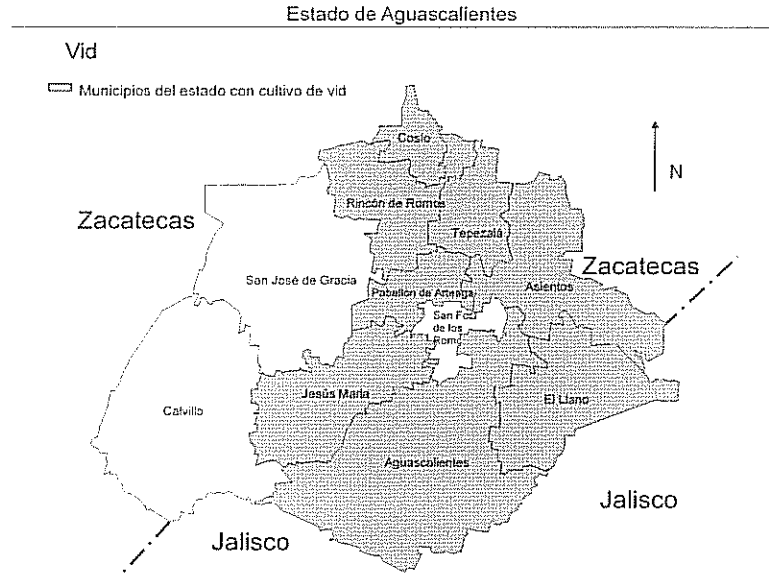 Estado de Aguascalientes
Vid
Municipios del estado con cultivo de vid
Cosío
N
Rincón de Romos
Zacatecas
Tepezalá
Zacatecas
San José de Gracia
Asientos
Pabellón de Arteaga
San Fco
de los
Romo
Jesús María
El Llano
Calvillo
Aguascalientes
Jalisco
Jalisco